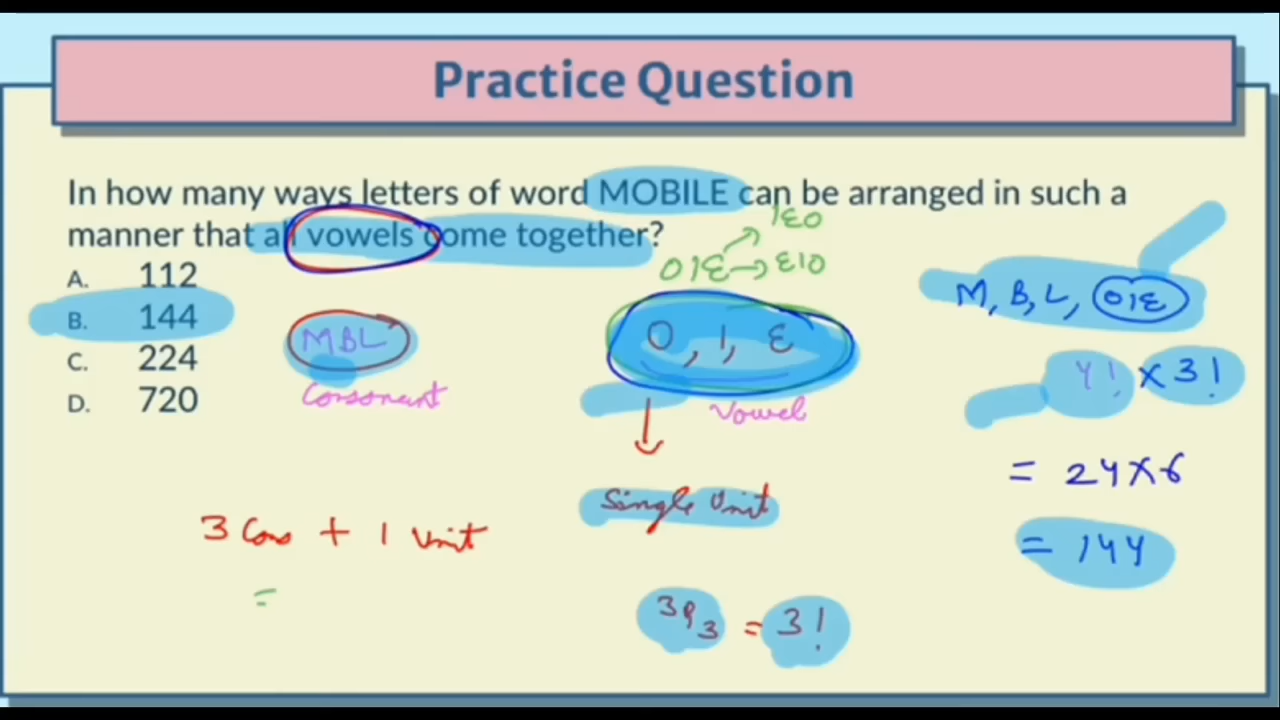 Practice Question
In how many ways letters of word MOBILE can be arranged in such a
manner that all vowels come together?
A. 112
B. 144
C. 224
D. 720
IEO
OIE → EIO
M, B, L, OIE
MBL
O, I, E
Consonant
Vowel
4! × 3!
= 24×6
= 144
Single Unit
3 Cons + 1 Unit
=
3P3 = 3!